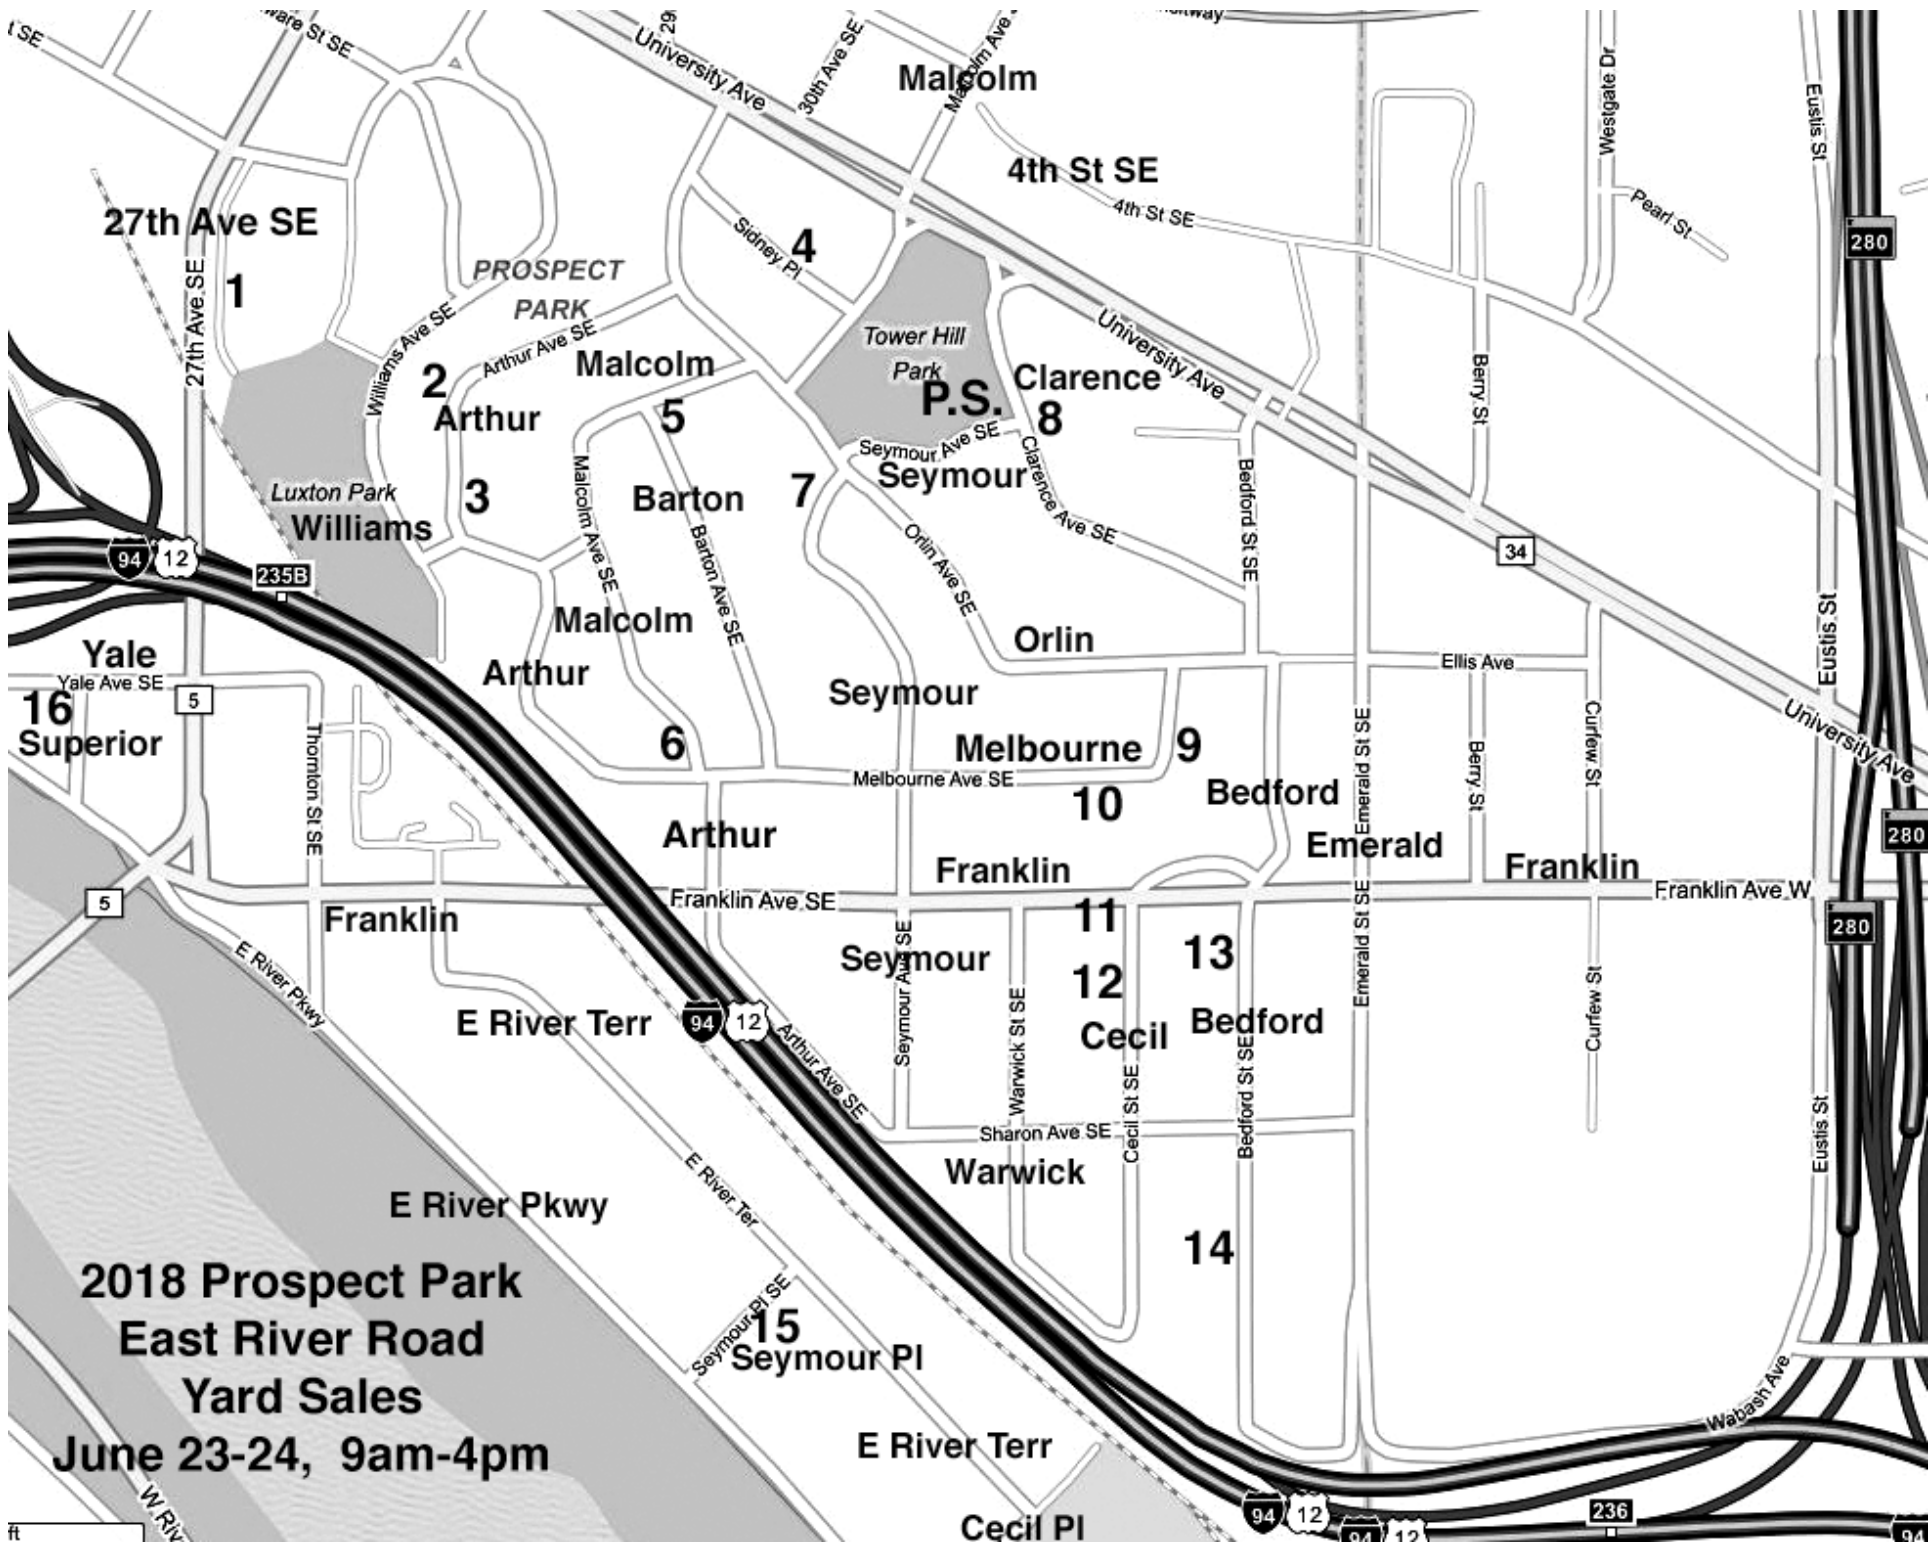 t SE
ware St SE
29
University Ave
30th Ave SE
Malcolm Ave
Malcolm
Westgate Dr
Eustis St
4th St SE
4th St SE
Pearl St
280
27th Ave SE
27th Ave SE
1
Sidney Pl
4
PROSPECT
PARK
Williams Ave SE
Arthur Ave SE
Tower Hill
Park
P.S.
University Ave
Malcolm
Clarence
2
Arthur
5
8
Berry St
Seymour Ave SE
Seymour
Clarence Ave SE
Luxton Park
Williams
3
Malcolm Ave SE
Barton
Barton Ave SE
7
Orlin Ave SE
Bedford St SE
34
94
12
235B
Yale
Yale Ave SE
16
Superior
5
Malcolm
Arthur
Orlin
Ellis Ave
Eustis St
Seymour
6
Melbourne
Melbourne Ave SE
9
10
Bedford
Emerald St SE
Berry St
Curfew St
University Ave
280
Thornton St SE
Arthur
Emerald
Franklin
Franklin
Franklin Ave SE
Franklin Ave W
5
Franklin
11
280
E River Pkwy
Seymour
Seymour Ave SE
12
13
Emerald St SE
Curfew St
E River Terr
94
12
Arthur Ave SE
Warwick St SE
Cecil
Bedford
Cecil St SE
Bedford St SE
Sharon Ave SE
Eustis St
Warwick
E River Ter
E River Pkwy
14
2018 Prospect Park
East River Road
Yard Sales
June 23-24, 9am-4pm
Seymour Pl SE
15
Seymour Pl
Wabash Ave
E River Terr
W Riv
Cecil Pl
94
12
94
12
236
94
ft